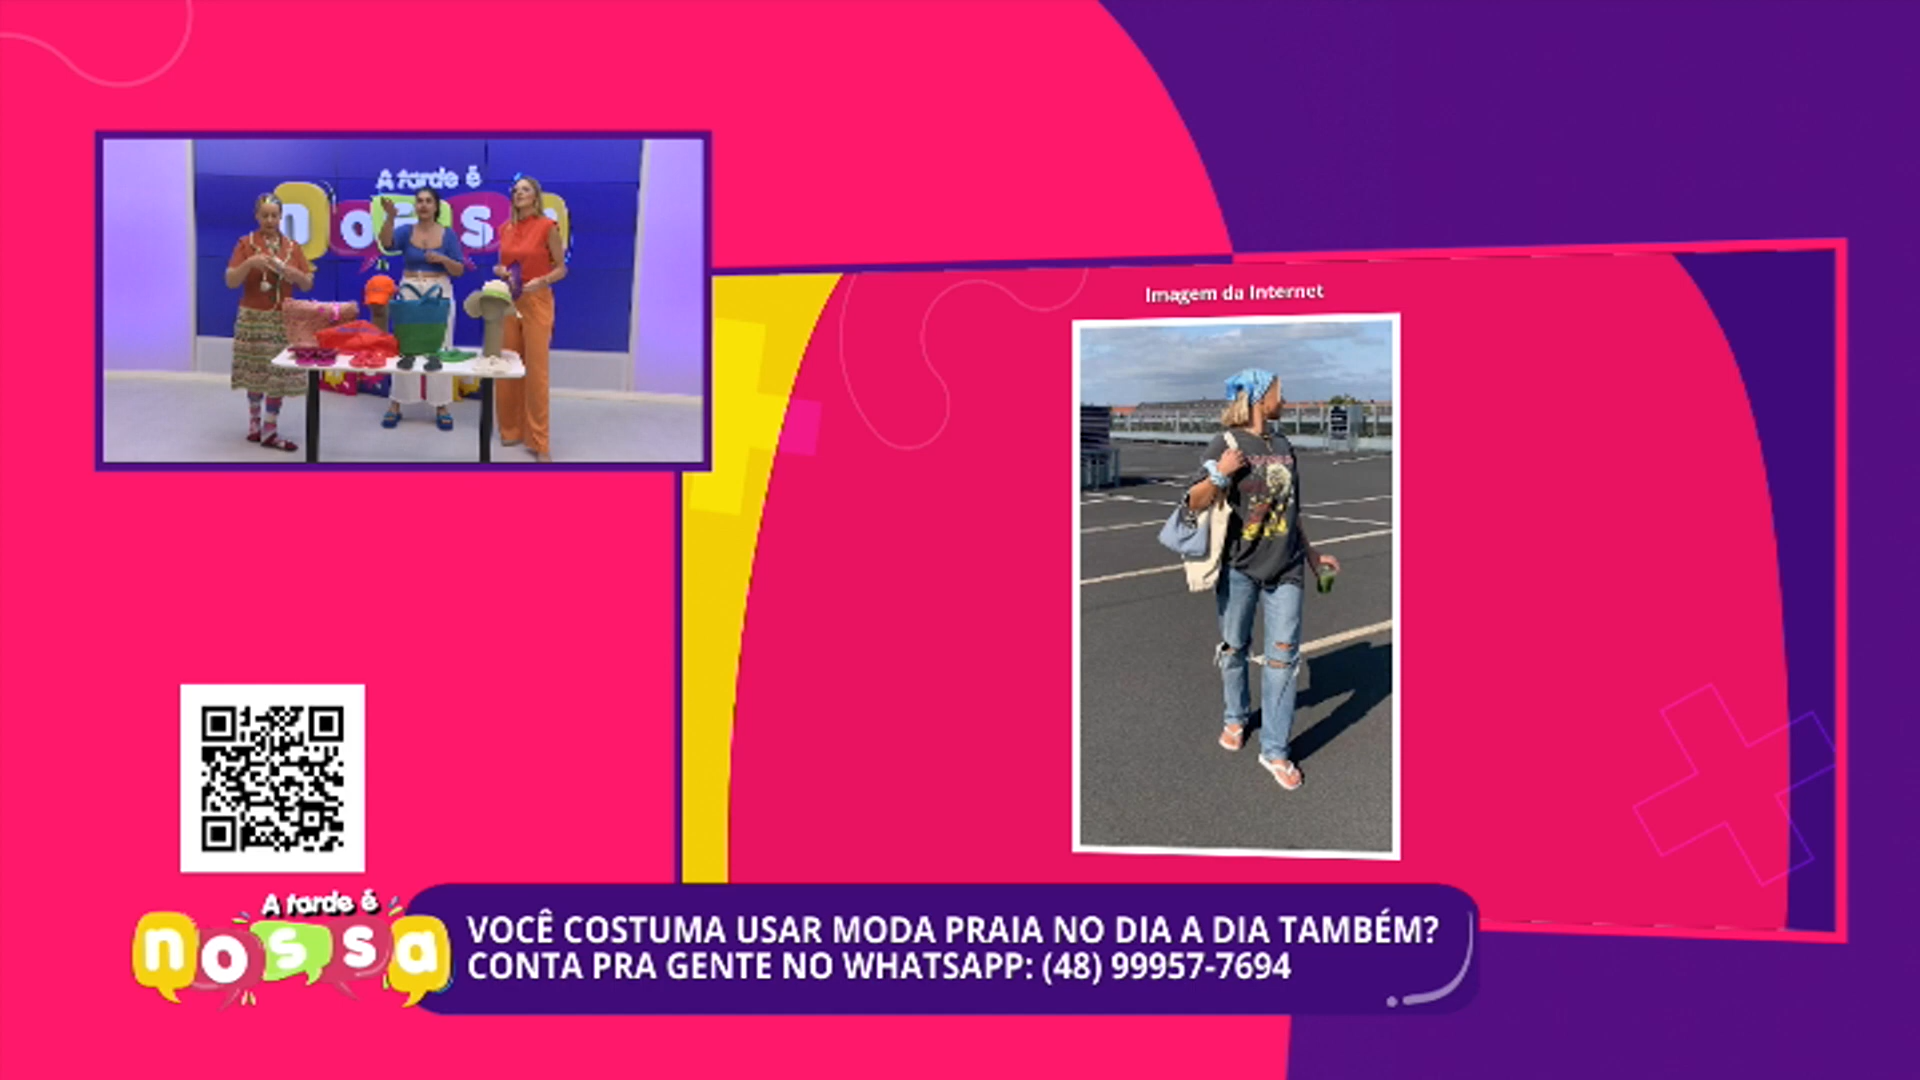 A tarde é
nossa
Imagem da Internet
A tarde é
nossa
VOCÊ COSTUMA USAR MODA PRAIA NO DIA A DIA TAMBÉM?
CONTA PRA GENTE NO WHATSAPP: (48) 99957-7694